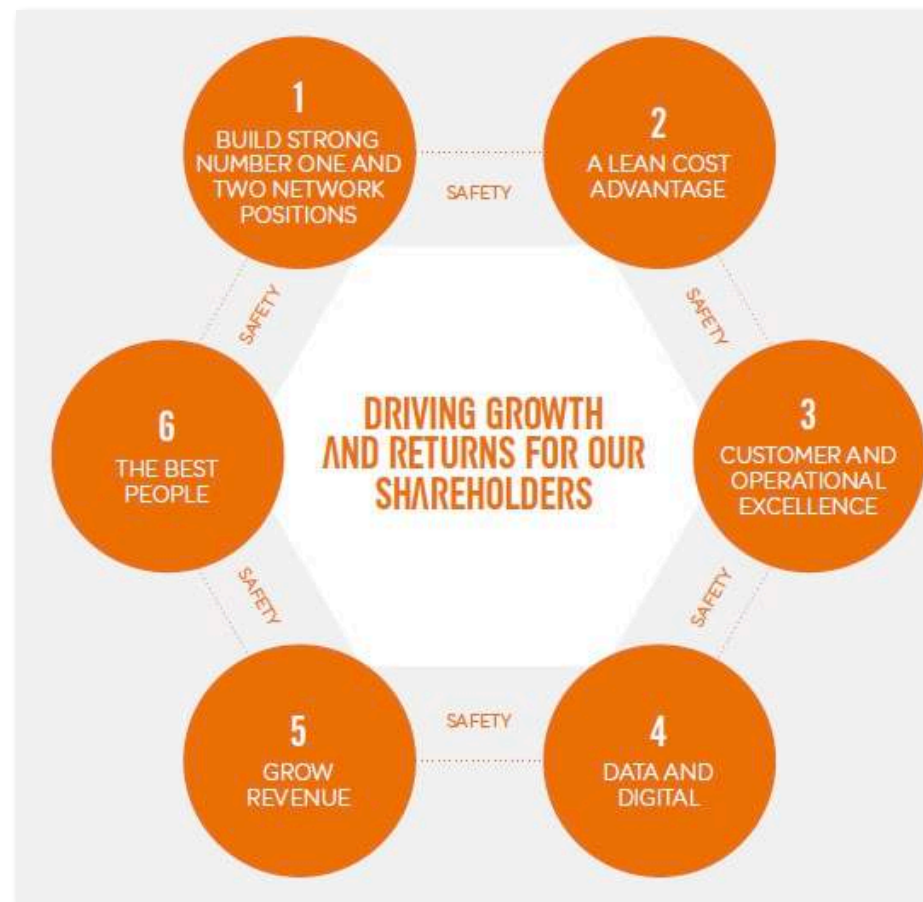 1
BUILD STRONG
NUMBER ONE AND
TWO NETWORK
POSITIONS
SAFETY
2
A LEAN COST
ADVANTAGE
SAFETY
3
CUSTOMER AND
OPERATIONAL
EXCELLENCE
SAFETY
4
DATA AND
DIGITAL
SAFETY
5
GROW
REVENUE
SAFETY
6
THE BEST
PEOPLE
SAFETY
DRIVING GROWTH
AND RETURNS FOR OUR
SHAREHOLDERS